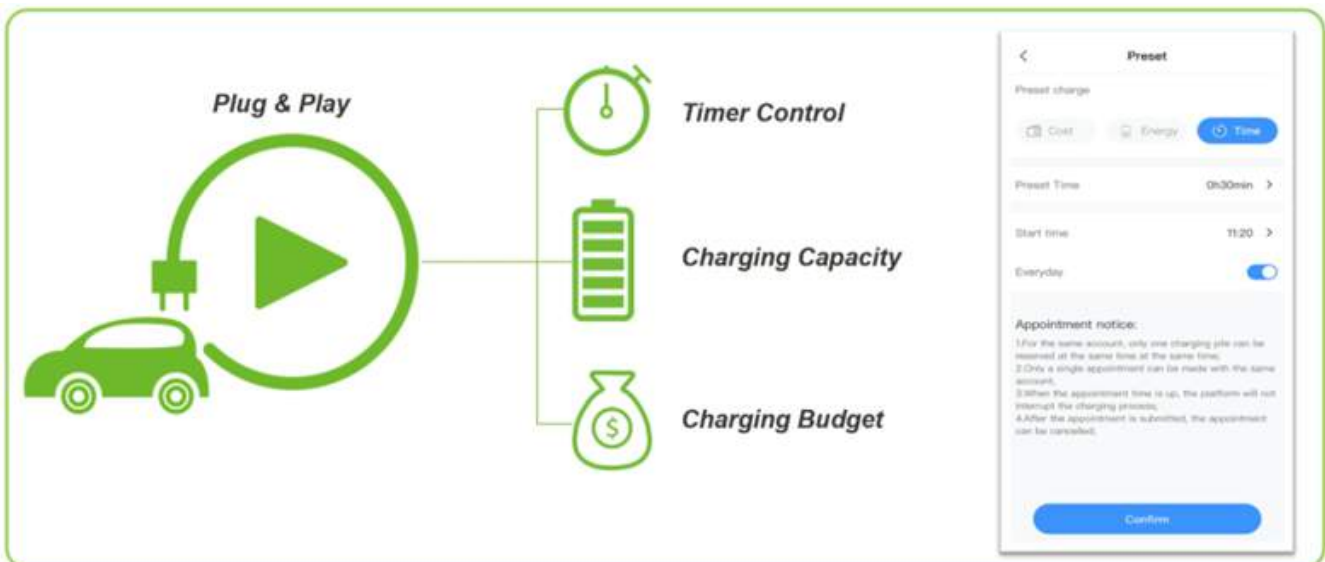 Plug & Play
Timer Control
Charging Capacity
Charging Budget
$
Preset
Preset charge
Cost
Energy
Time
Preset Time
0h30min
Start time
11:20
Everyday
Appointment notice:
1.For the same account, only one charging pile can be
reserved at the same time at the same time;
2.Only a single appointment can be made with the same
account;
3.When the appointment time is up, the platform will not
interrupt the charging process;
4.After the appointment is submitted, the appointment
can be cancelled;
Confirm